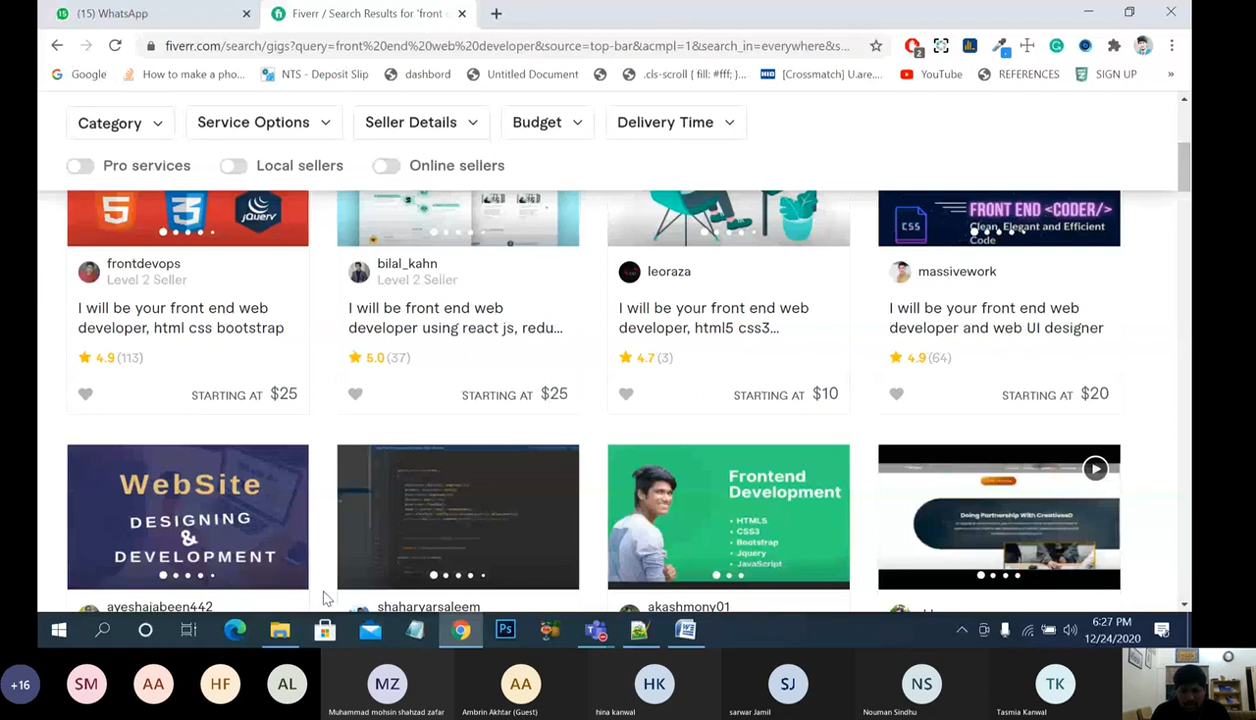 (15) WhatsApp
Fiverr / Search Results for 'front
fiverr.com/search/gigs?query=front%20end%20web%20developer&source=top-bar&acmpl=1&search_in=everywhere&s...
Google
How to make a pho...
NTS - Deposit Slip
dashbord
Untitled Document
.cls-scroll { fill: #fff; }...
[Crossmatch] U.are...
YouTube
REFERENCES
SIGN UP
»
Category
Service Options
Seller Details
Budget
Delivery Time
Pro services
Local sellers
Online sellers
5
3
jQuery
CSS
FRONT END <CODER/>
Clean, Elegant and Efficient
Code
frontdevops
Level 2 Seller
bilal_kahn
Level 2 Seller
leoraza
massivework
I will be your front end web
developer, html css bootstrap
I will be front end web
developer using react js, redu...
I will be your front end web
developer, html5 css3...
I will be your front end web
developer and web UI designer
4.9 (113)
5.0 (37)
4.7 (3)
4.9 (64)
STARTING AT $25
STARTING AT $25
STARTING AT $10
STARTING AT $20
WebSite
DESIGNING
&
DEVELOPMENT
Frontend
Development
• HTML5
• CSS3
• Bootstrap
• Jquery
• JavaScript
Doing Partnership With CreativesD
ayeshajabeen442
shaharyarsaleem
akashmony01
Ps
6:27 PM
12/24/2020
+16
SM
AA
HF
AL
MZ
Muhammad mohsin shahzad zafar
AA
Ambrin Akhtar (Guest)
HK
hina kanwal
SJ
sarwar Jamil
NS
Nouman Sindhu
TK
Tasmia Kanwal